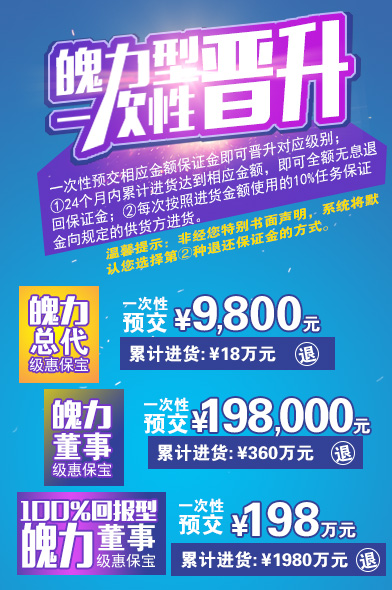 魄力型
一次性晋升
一次性预交相应金额保证金即可晋升对应级别；
①24个月内累计进货达到相应金额，即可全额无息退
回保证金；②每次按照进货金额使用的10%任务保证
金向规定的供货方进货。
温馨提示：非经您特别书面声明，系统将默
认您选择第②种退还保证金的方式。
魄力
总代
级惠保宝
一次性
预交 ¥9,800元
累计进货：¥18万元 退
魄力
董事
级惠保宝
一次性
预交 ¥198,000元
累计进货：¥360万元 退
100%回报型
魄力董事
级惠保宝
一次性
预交 ¥198万元
累计进货：¥1980万元 退